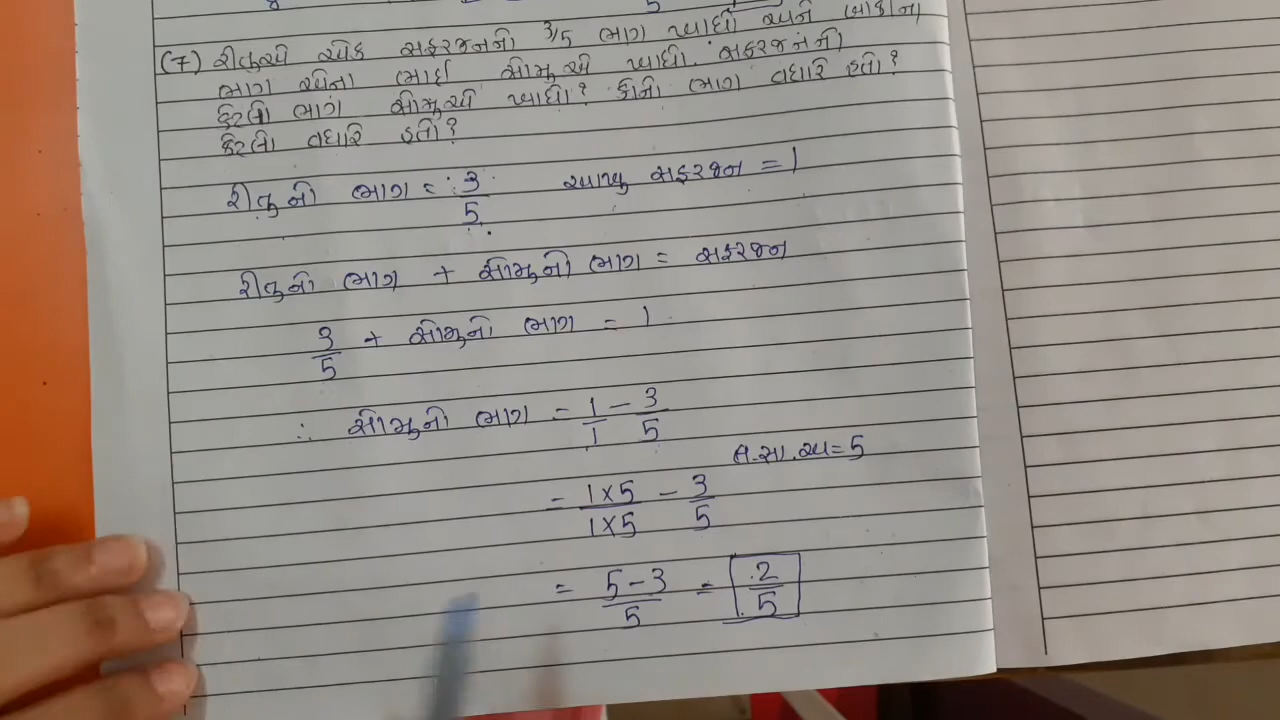 (7) રીતુએ એક સફરજનનો 3/5 ભાગ ખાધો અને બાકીના
ભાગ એના ભાઈ સોમુએ ખાધો. સફરજનનો
કેટલો ભાગ સોમુએ ખાધો? કોનો ભાગ વધારે હતો?
કેટલો વધારે હતો?
રીતુનો ભાગ = 3/5 આખુ સફરજન = 1
રીતુનો ભાગ + સોમુનો ભાગ = સફરજન
3/5 + સોમુનો ભાગ = 1
∴ સોમુનો ભાગ = 1/1 - 3/5
લ.સા.અ = 5
= 1×5/1×5 - 3/5
= 5-3/5 = 2/5